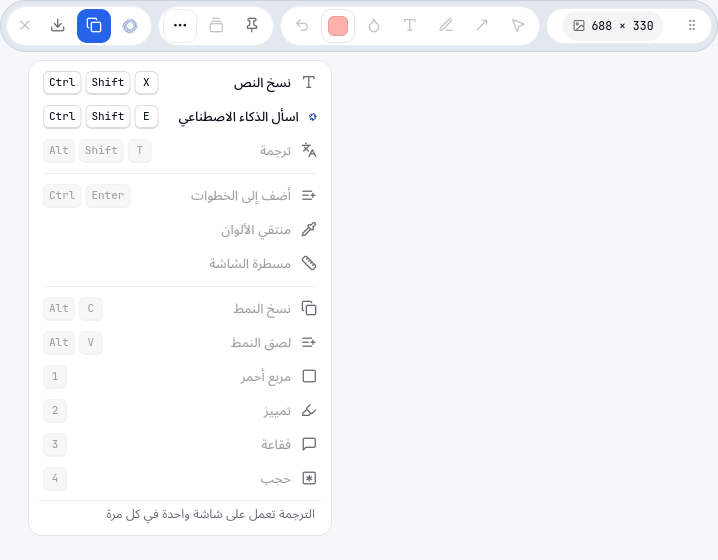 688 × 330
نسخ النص Ctrl Shift X
اسأل الذكاء الاصطناعي Ctrl Shift E
ترجمة Alt Shift T
أضف إلى الخطوات Ctrl Enter
منتقي الألوان
مسطرة الشاشة
نسخ النمط Alt C
لصق النمط Alt V
مربع أحمر 1
تمييز 2
فقاعة 3
حجب 4
الترجمة تعمل على شاشة واحدة في كل مرة